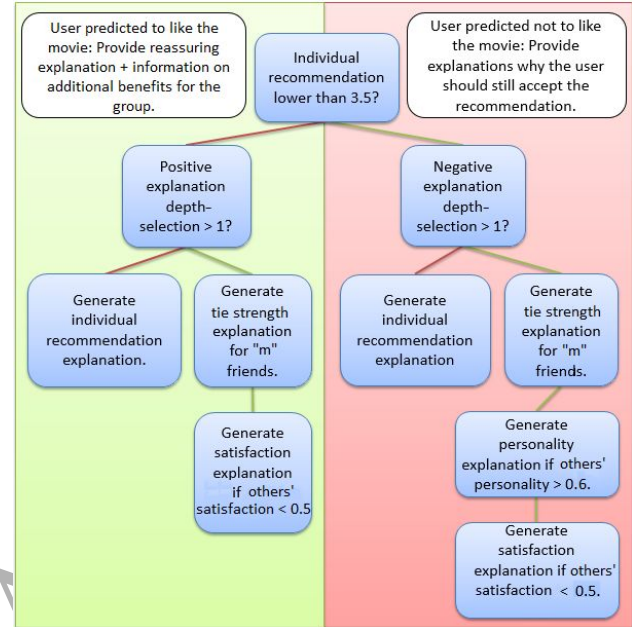 User predicted to like the
movie: Provide reassuring
explanation + information on
additional benefits for the
group.
Individual
recommendation
lower than 3.5?
User predicted not to like
the movie: Provide
explanations why the user
should still accept the
recommendation.
Positive
explanation
depth-
selection > 1?
Negative
explanation
depth-
selection > 1?
Generate
individual
recommendation
explanation.
Generate
tie strength
explanation
for "m"
friends.
Generate
individual
recommendation
explanation
Generate
tie strength
explanation
for "m"
friends.
Generate
satisfaction
explanation
if others'
satisfaction < 0.5
Generate
personality
explanation if others'
personality > 0.6.
Generate
satisfaction
explanation if others'
satisfaction < 0.5.